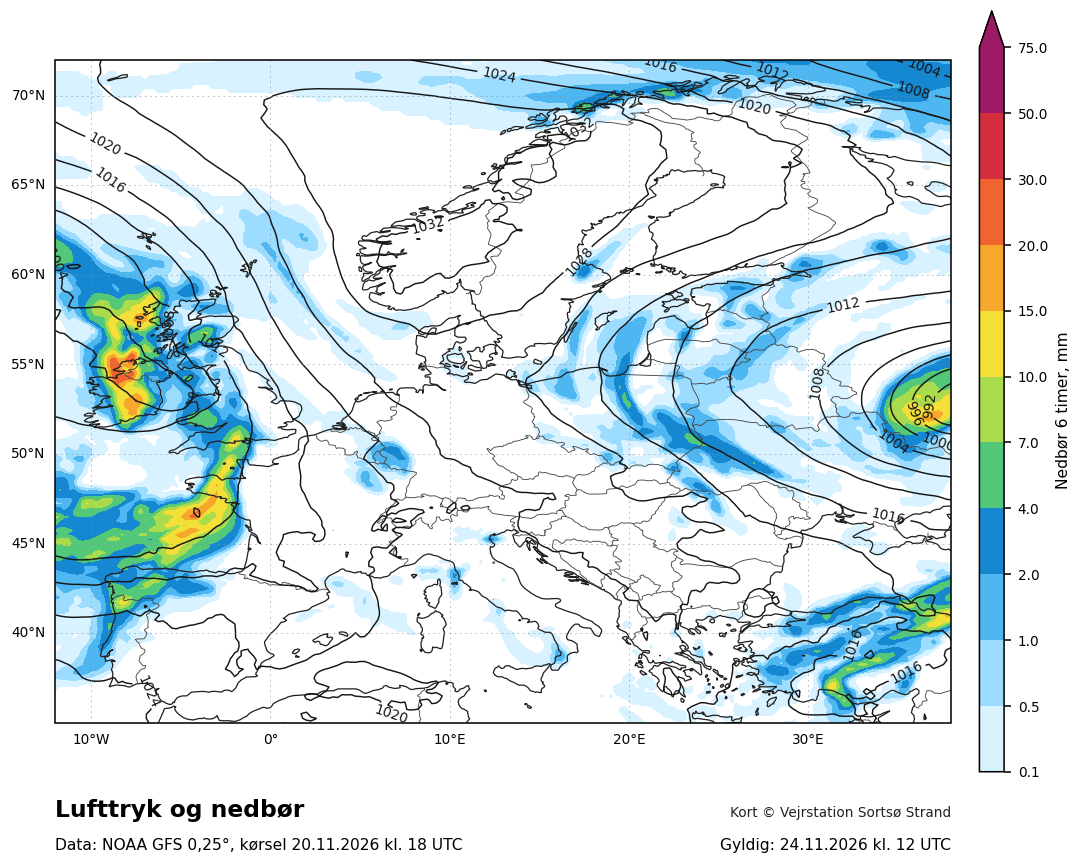 75.0
50.0
30.0
20.0
15.0
10.0
7.0
4.0
2.0
1.0
0.5
0.1
Nedbør 6 timer, mm
70°N
65°N
60°N
55°N
50°N
45°N
40°N
10°W
0°
10°E
20°E
30°E
1024
1016
1012
1004
1008
1020
1032
1020
1016
1032
1028
1012
1008
992
996
1004
1000
1016
1016
1016
1024
1020
Lufttryk og nedbør
Kort © Vejrstation Sortsø Strand
Data: NOAA GFS 0,25°, kørsel 20.11.2026 kl. 18 UTC
Gyldig: 24.11.2026 kl. 12 UTC